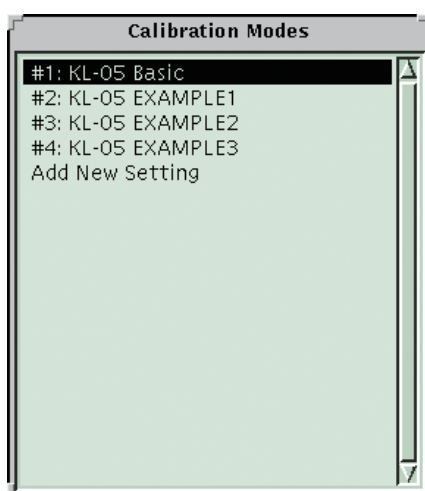 Calibration Modes
#1: KL-05 Basic
#2: KL-05 EXAMPLE1
#3: KL-05 EXAMPLE2
#4: KL-05 EXAMPLE3
Add New Setting